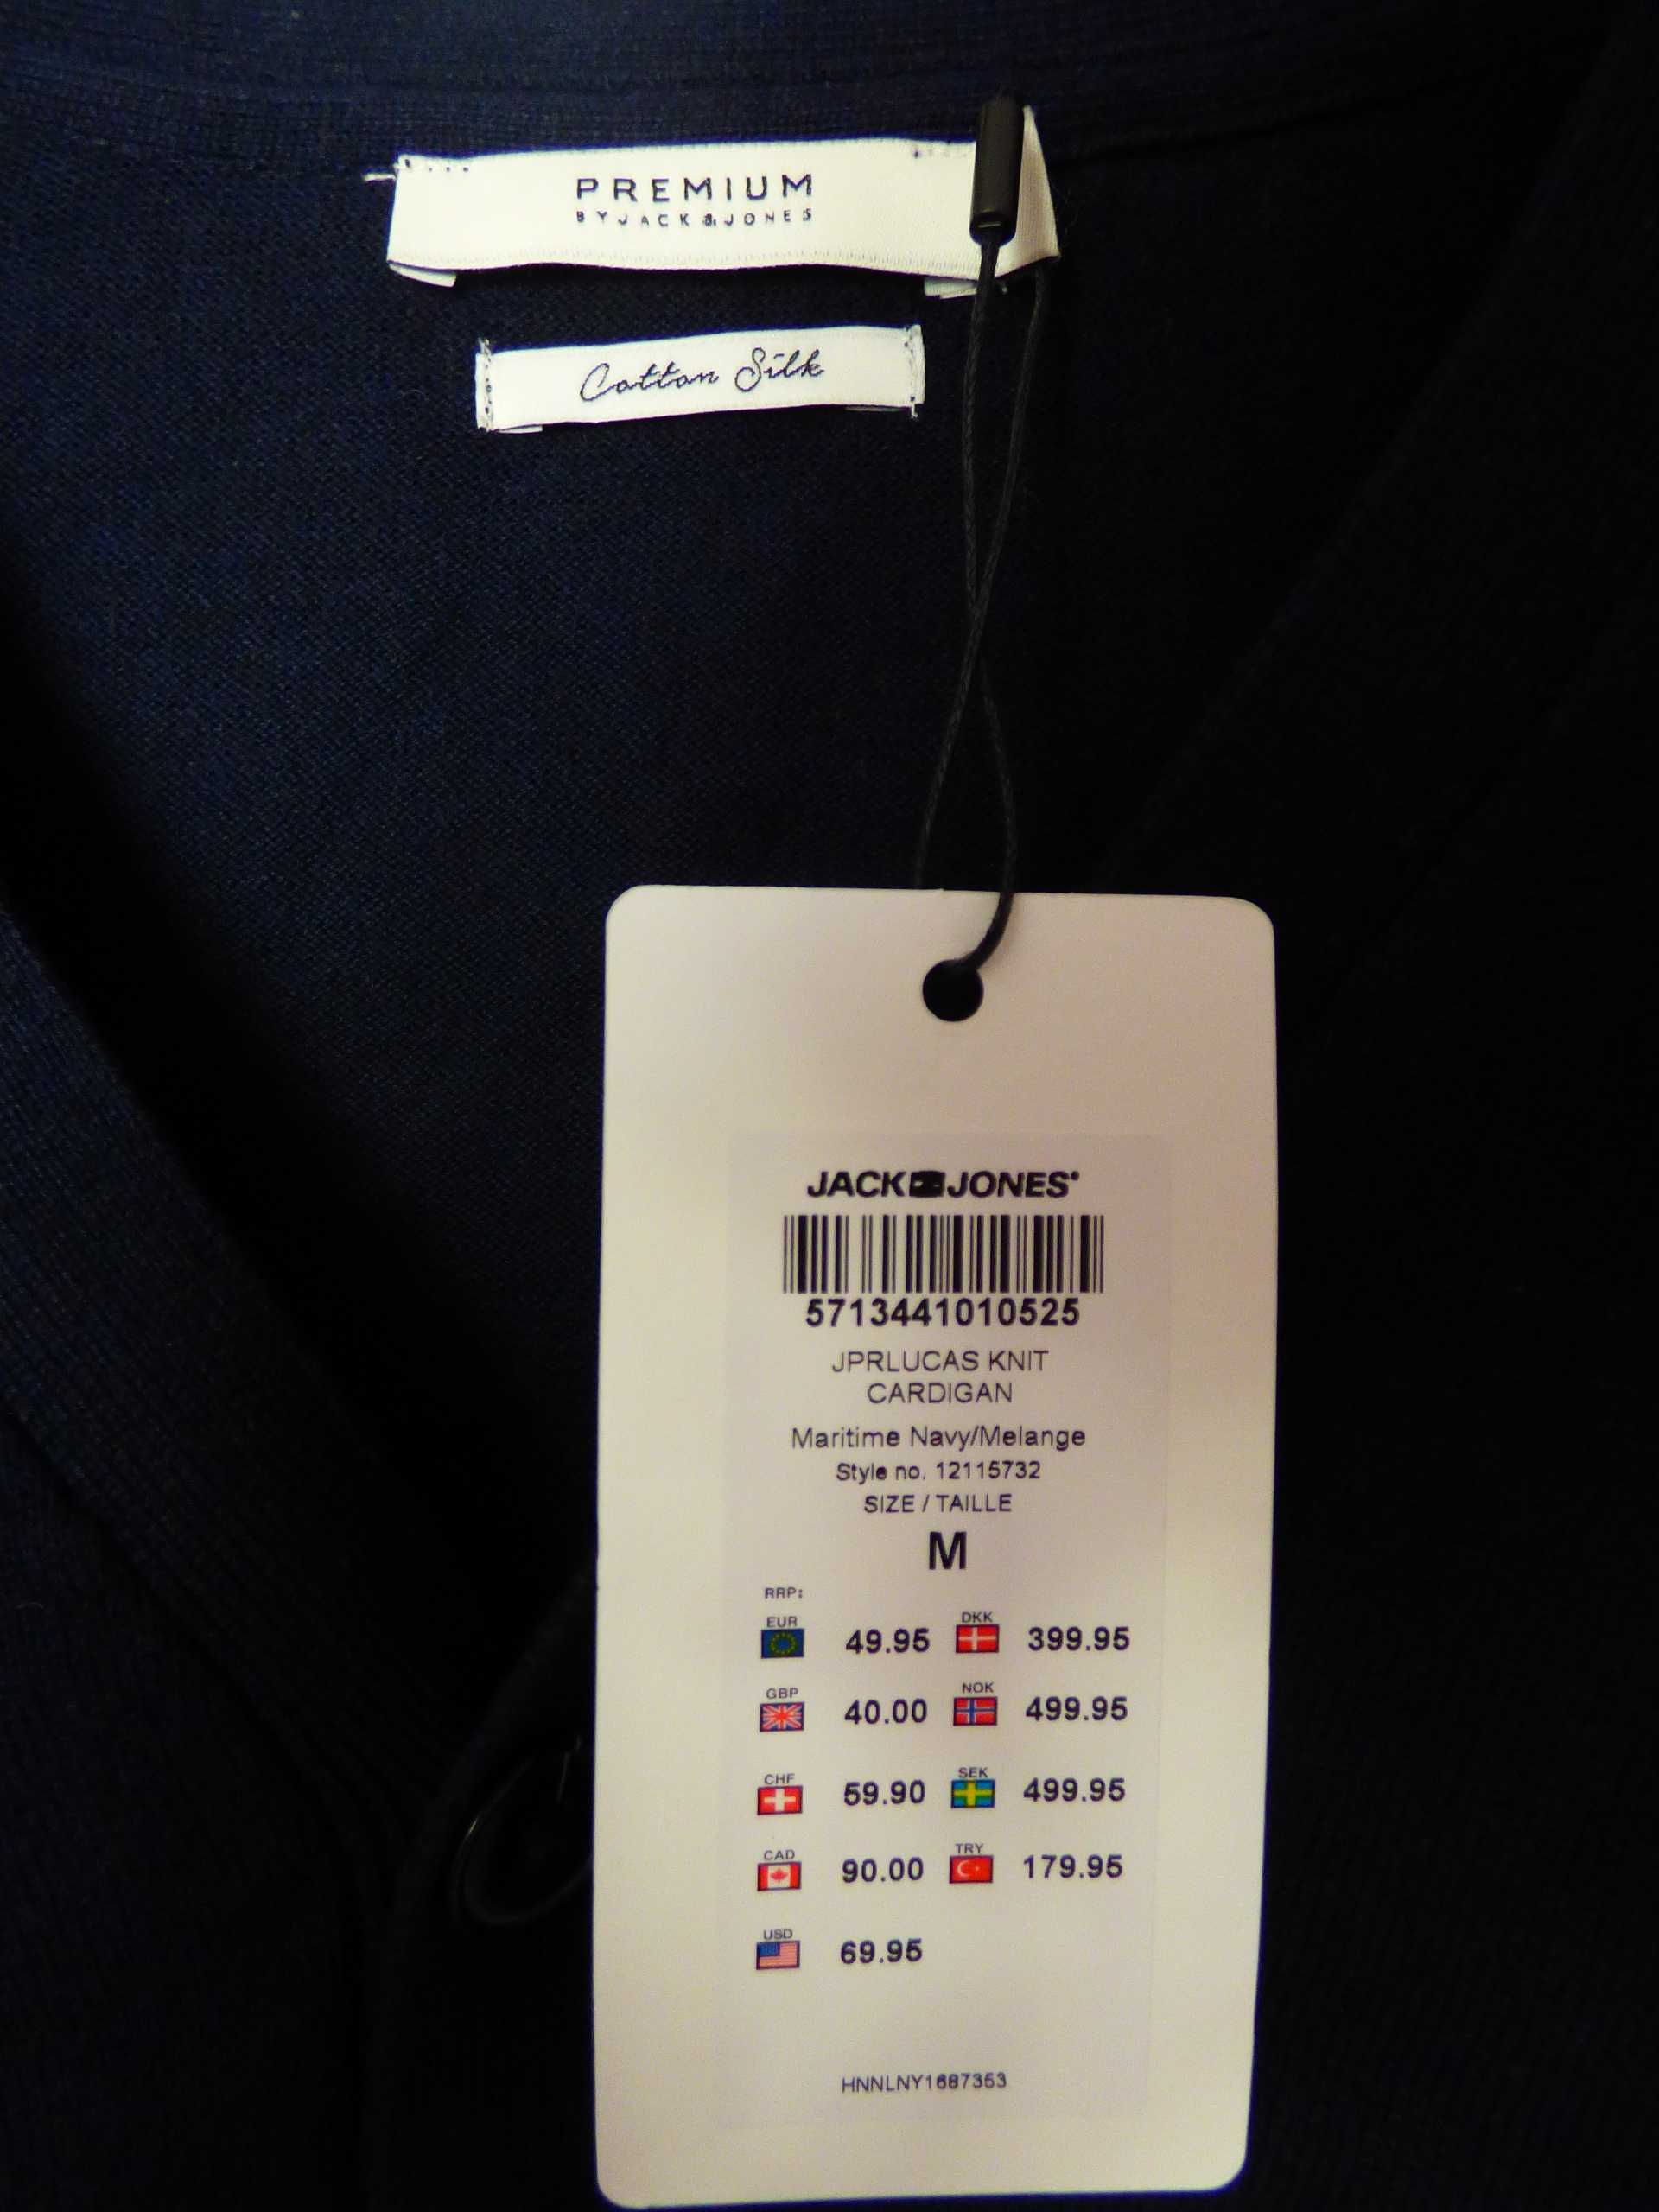 PREMIUM
BY JACK & JONES
Cotton Silk
JACK JONES
5713441010525
JPRLUCAS KNIT
CARDIGAN
Maritime Navy/Melange
Style no. 12115732
SIZE / TAILLE
M
RRP:
EUR 49.95 DKK 399.95
GBP 40.00 NOK 499.95
CHF 59.90 SEK 499.95
CAD 90.00 TRY 179.95
USD 69.95
HNNLNY1687353